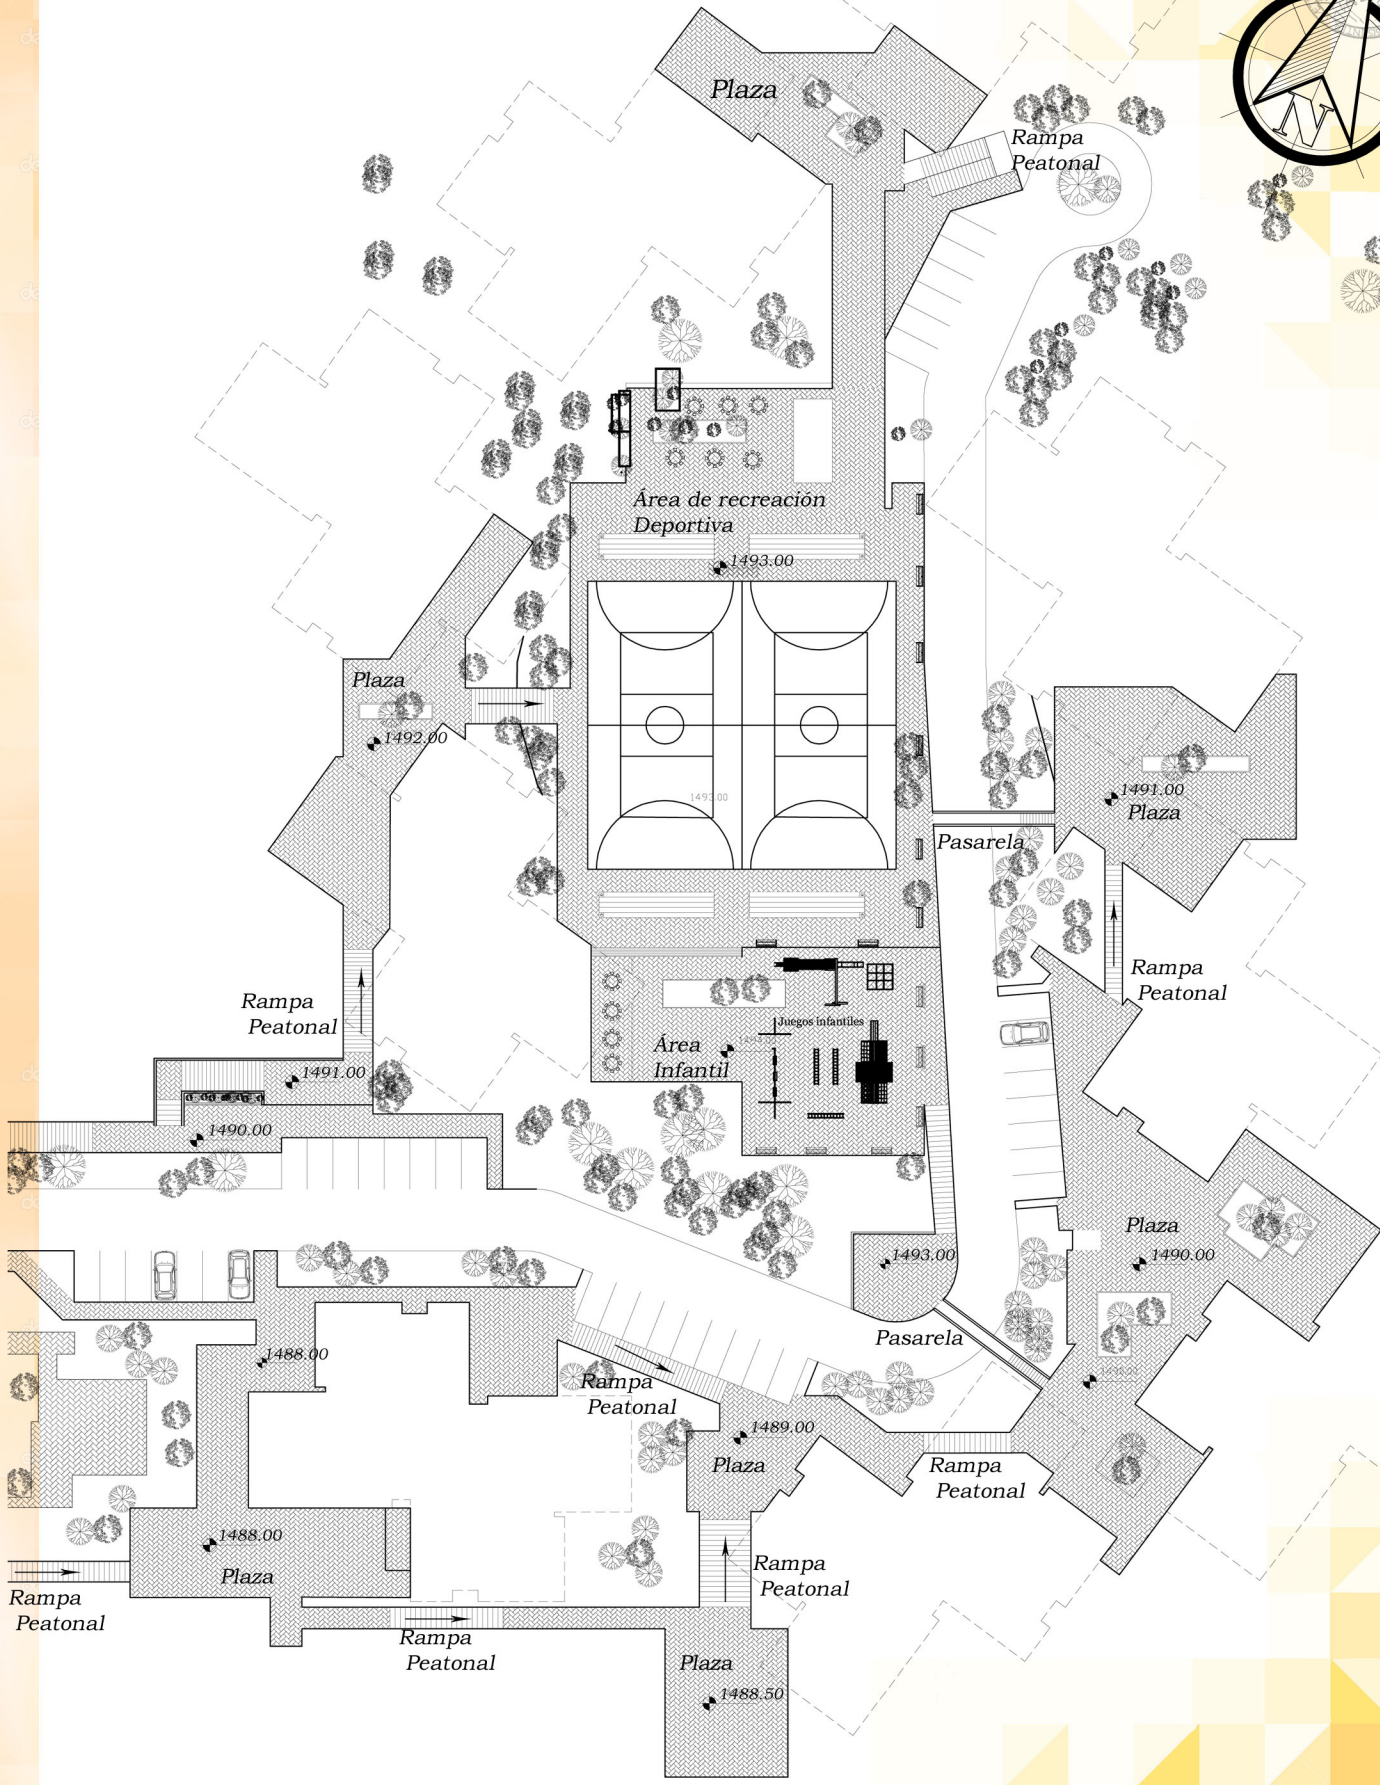 Plaza
Rampa
Peatonal
N
Área de recreación
Deportiva
1493.00
Plaza
1492.00
1493.00
1491.00
Plaza
Pasarela
Rampa
Peatonal
Rampa
Peatonal
Juegos infantiles
Área
Infantil
1491.00
1490.00
Plaza
1490.00
1493.00
Pasarela
1488.00
Rampa
Peatonal
1489.00
Plaza
Rampa
Peatonal
1488.00
Plaza
Rampa
Peatonal
Rampa
Peatonal
Rampa
Peatonal
Plaza
1488.50